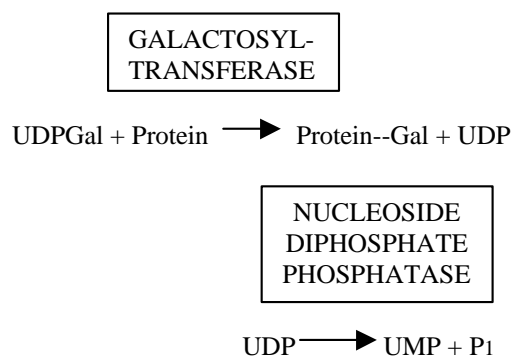 GALACTOSYL-
TRANSFERASE
UDPGal + Protein → Protein--Gal + UDP
NUCLEOSIDE
DIPHOSPHATE
PHOSPHATASE
UDP → UMP + P1